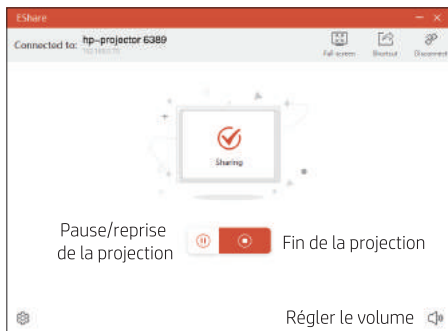 EShare
Connected to: hp-projector 6389
Full screen
Shortcut
Disconnect
Sharing
Pause/reprise
de la projection
Fin de la projection
Régler le volume